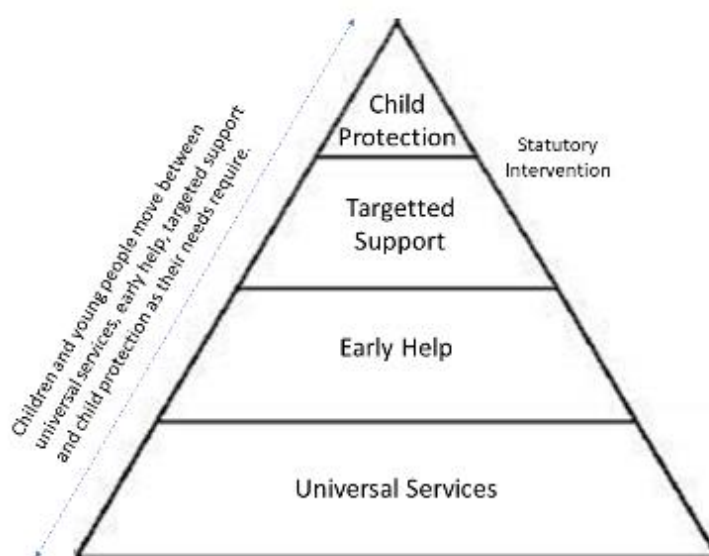 Child
Protection
Statutory
Intervention
Targetted
Support
Early Help
Universal Services
Children and young people move between
universal services, early help, targeted support
and child protection as their needs require.